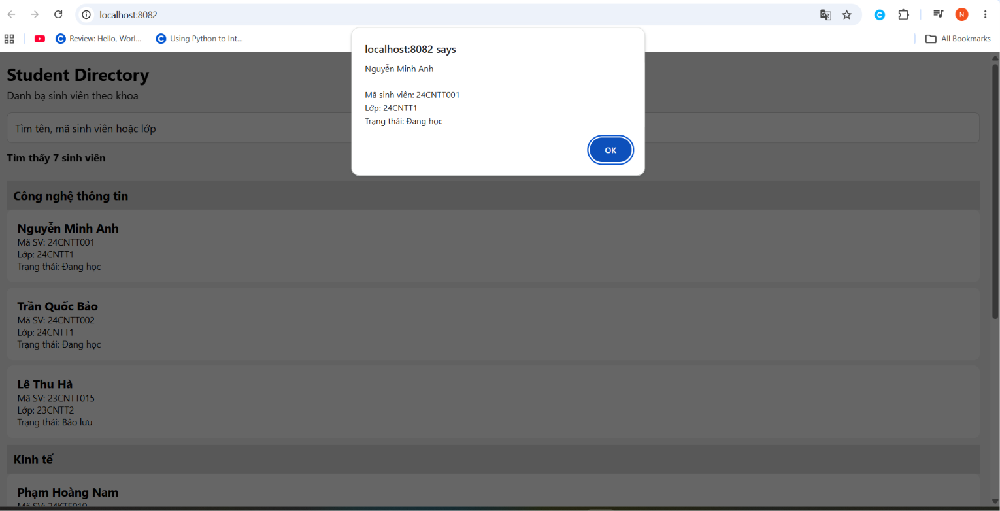 localhost:8082
N
Review: Hello, Worl...
Using Python to Int...
All Bookmarks
localhost:8082 says
Nguyễn Minh Anh
Mã sinh viên: 24CNTT001
Lớp: 24CNTT1
Trạng thái: Đang học
OK
Student Directory
Danh bạ sinh viên theo khoa
Tìm tên, mã sinh viên hoặc lớp
Tìm thấy 7 sinh viên
Công nghệ thông tin
Nguyễn Minh Anh
Mã SV: 24CNTT001
Lớp: 24CNTT1
Trạng thái: Đang học
Trần Quốc Bảo
Mã SV: 24CNTT002
Lớp: 24CNTT1
Trạng thái: Đang học
Lê Thu Hà
Mã SV: 23CNTT015
Lớp: 23CNTT2
Trạng thái: Bảo lưu
Kinh tế
Phạm Hoàng Nam
Mã SV: